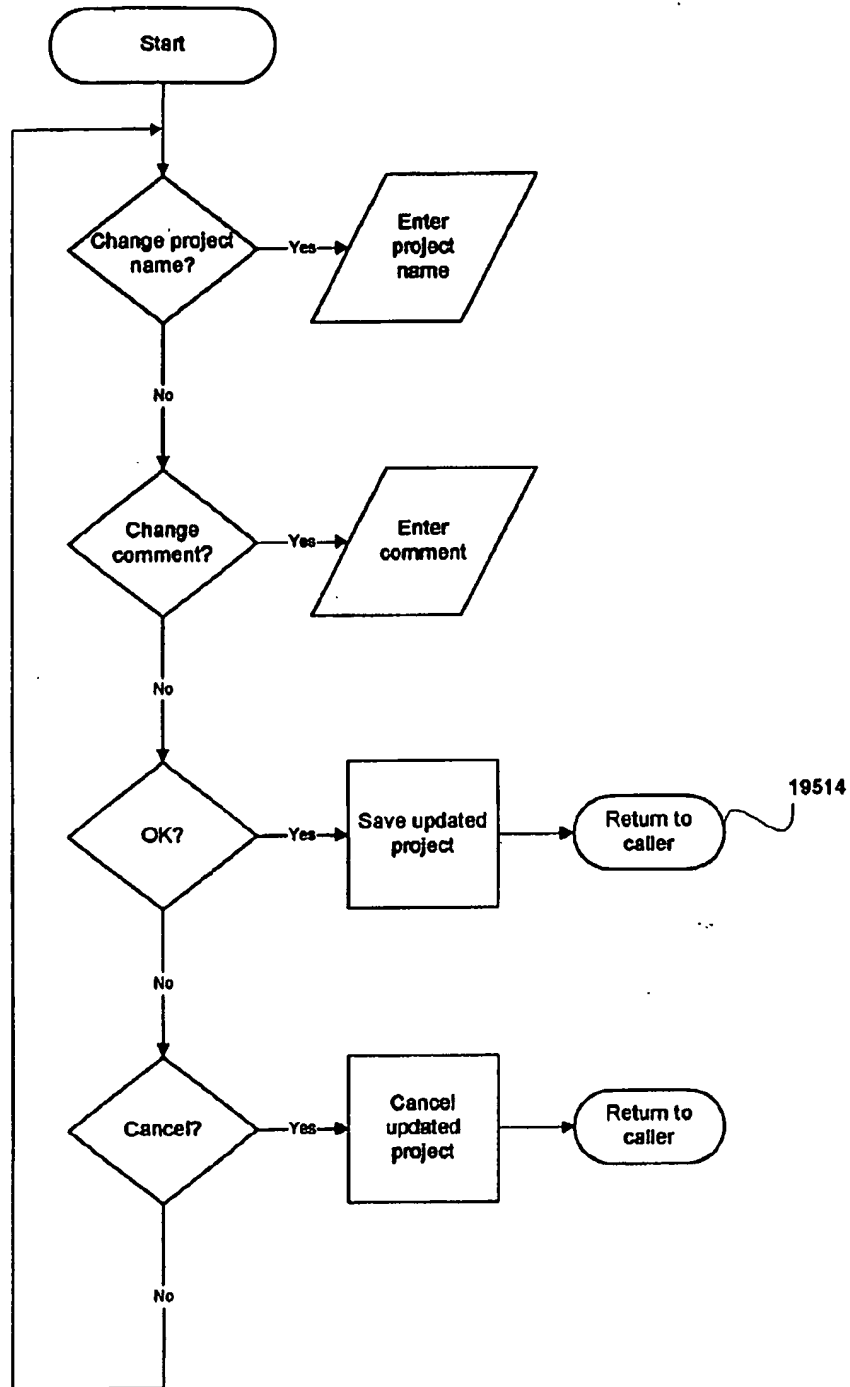 Start
Change project
name?
Yes
Enter
project
name
No
Change
comment?
Yes
Enter
comment
No
OK?
Yes
Save updated
project
Return to
caller
19514
No
Cancel?
Yes
Cancel
updated
project
Return to
caller
No